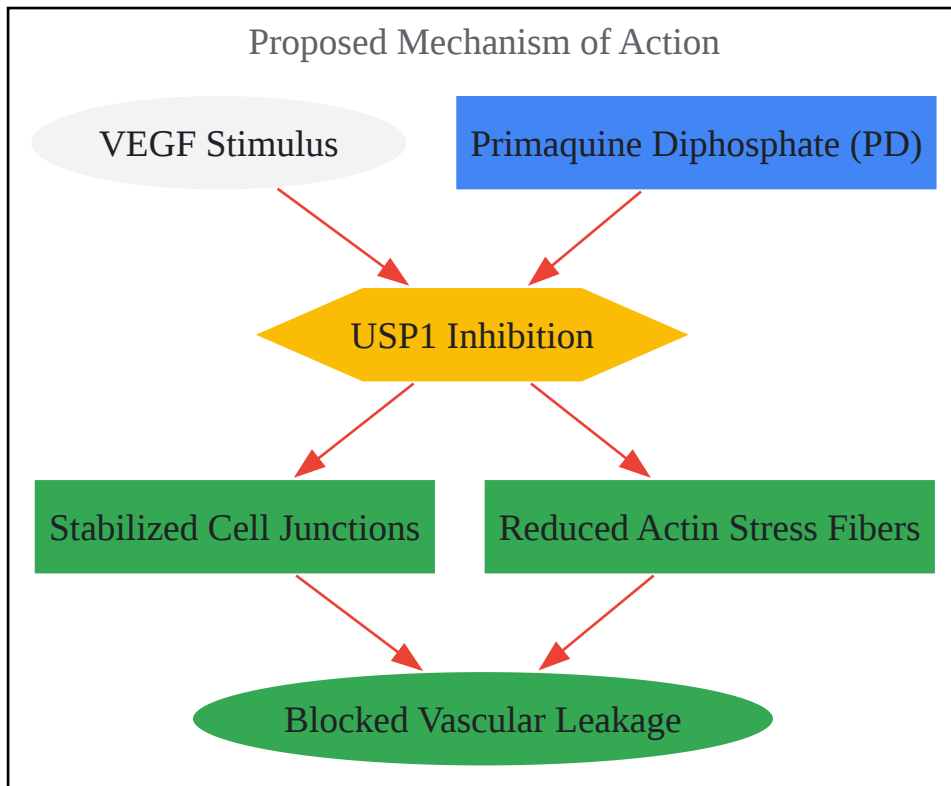 Proposed Mechanism of Action
VEGF Stimulus
Primaquine Diphosphate (PD)
USP1 Inhibition
Stabilized Cell Junctions
Reduced Actin Stress Fibers
Blocked Vascular Leakage